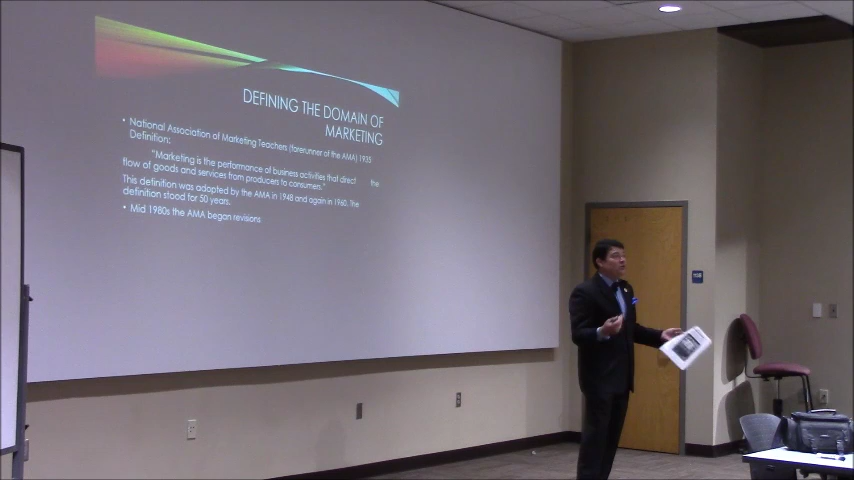 DEFINING THE DOMAIN OF
MARKETING
• National Association of Marketing Teachers (forerunner of the AMA) 1935
Definition:
"Marketing is the performance of business activities that direct the
flow of goods and services from producers to consumers."
This definition was adopted by the AMA in 1948 and again in 1960. The
definition stood for 50 years.
• Mid 1980s the AMA began revisions